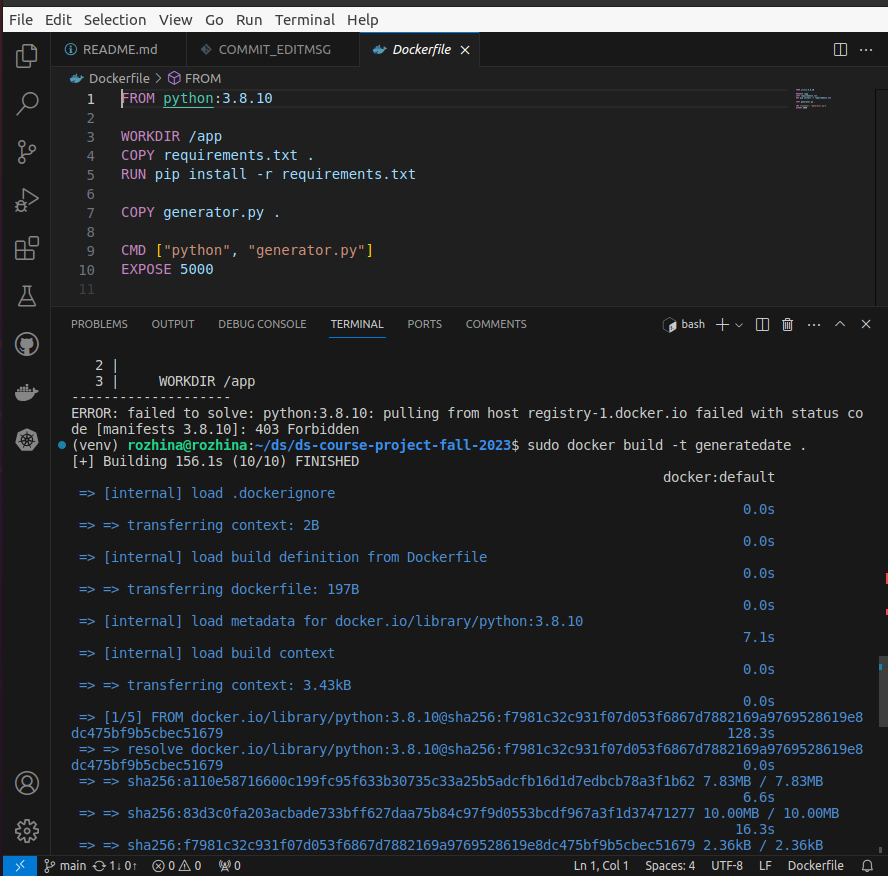 File Edit Selection View Go Run Terminal Help
README.md COMMIT_EDITMSG Dockerfile
Dockerfile > FROM
1 FROM python:3.8.10
2
3 WORKDIR /app
4 COPY requirements.txt .
5 RUN pip install -r requirements.txt
6
7 COPY generator.py .
8
9 CMD ["python", "generator.py"]
10 EXPOSE 5000
11
PROBLEMS OUTPUT DEBUG CONSOLE TERMINAL PORTS COMMENTS bash
2 |
3 | WORKDIR /app
--------------------
ERROR: failed to solve: python:3.8.10: pulling from host registry-1.docker.io failed with status co
de [manifests 3.8.10]: 403 Forbidden
(venv) rozhina@rozhina:~/ds/ds-course-project-fall-2023$ sudo docker build -t generatedate .
[+] Building 156.1s (10/10) FINISHED
docker:default
=> [internal] load .dockerignore
0.0s
=> => transferring context: 2B
0.0s
=> [internal] load build definition from Dockerfile
0.0s
=> => transferring dockerfile: 197B
0.0s
=> [internal] load metadata for docker.io/library/python:3.8.10
7.1s
=> [internal] load build context
0.0s
=> => transferring context: 3.43kB
0.0s
=> [1/5] FROM docker.io/library/python:3.8.10@sha256:f7981c32c931f07d053f6867d7882169a9769528619e8
dc475bf9b5cbec51679 128.3s
=> => resolve docker.io/library/python:3.8.10@sha256:f7981c32c931f07d053f6867d7882169a9769528619e8
dc475bf9b5cbec51679 0.0s
=> => sha256:a110e58716600c199fc95f633b30735c33a25b5adcfb16d1d7edbcb78a3f1b62 7.83MB / 7.83MB
6.6s
=> => sha256:83d3c0fa203acbade733bff627daa75b84c97f9d0553bcdf967a3f1d37471277 10.00MB / 10.00MB
16.3s
=> => sha256:f7981c32c931f07d053f6867d7882169a9769528619e8dc475bf9b5cbec51679 2.36kB / 2.36kB
main 1↓ 0↑ 0 0 0 Ln 1, Col 1 Spaces: 4 UTF-8 LF Dockerfile